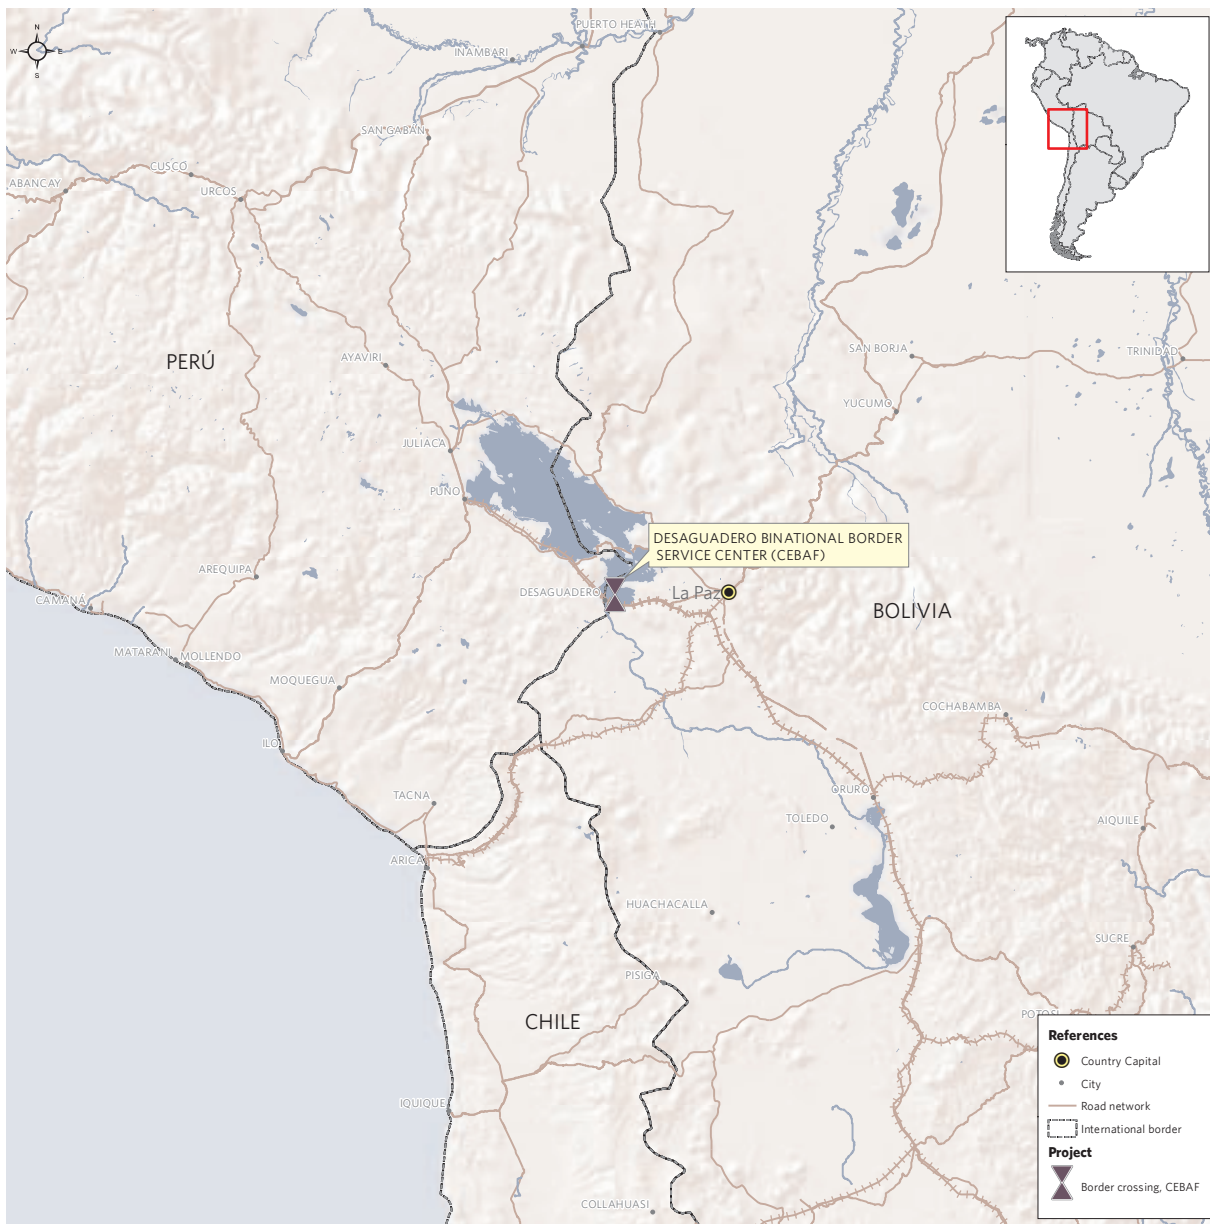 N
W
E
S
PUERTO HEATH
INAMBARI
SAN GABÁN
CUSCO
ABANCAY
URCOS
PERÚ
AYAVIRI
SAN BORJA
TRINIDAD
YUCUMO
JULIACA
PUNO
DESAGUADERO BINATIONAL BORDER
SERVICE CENTER (CEBAF)
AREQUIPA
DESAGUADERO
La Paz
CAMANÁ
BOLIVIA
MATARANI
MOLLENDO
MOQUEGUA
COCHABAMBA
ILO
TACNA
ORURO
TOLEDO
AIQUILE
ARICA
HUACHACALLA
SUCRE
PISIGA
CHILE
POTOSI
IQUIQUE
COLLAHUASI
References
Country Capital
City
Road network
International border
Project
Border crossing, CEBAF